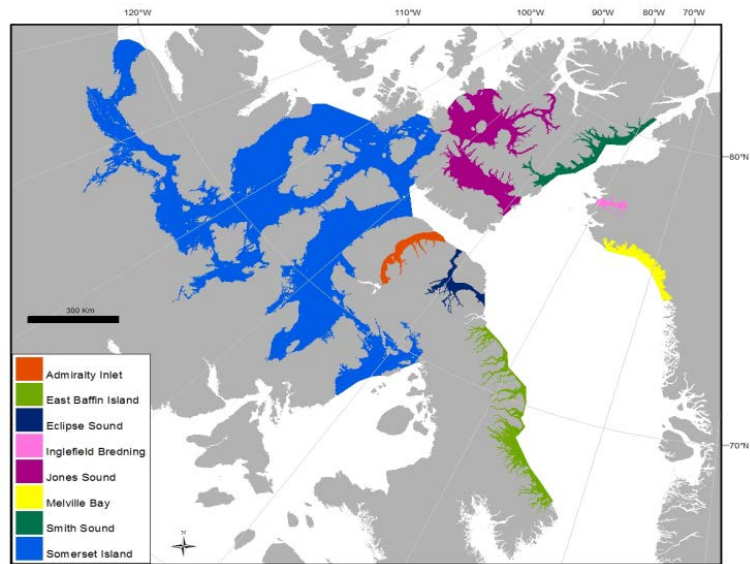 120°W
110°W
100°W
90°W
80°W
70°W
80°N
300 Km
70°N
Admiralty Inlet
East Baffin Island
Eclipse Sound
Inglefield Bredning
Jones Sound
Melville Bay
Smith Sound
Somerset Island
N